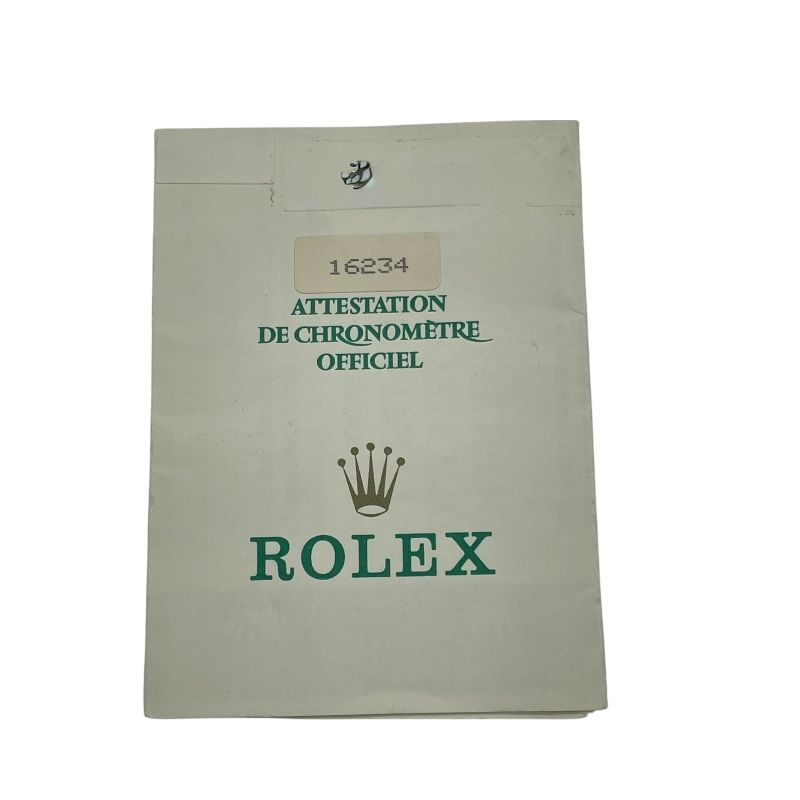 16234
ATTESTATION
DE CHRONOMÈTRE
OFFICIEL
ROLEX